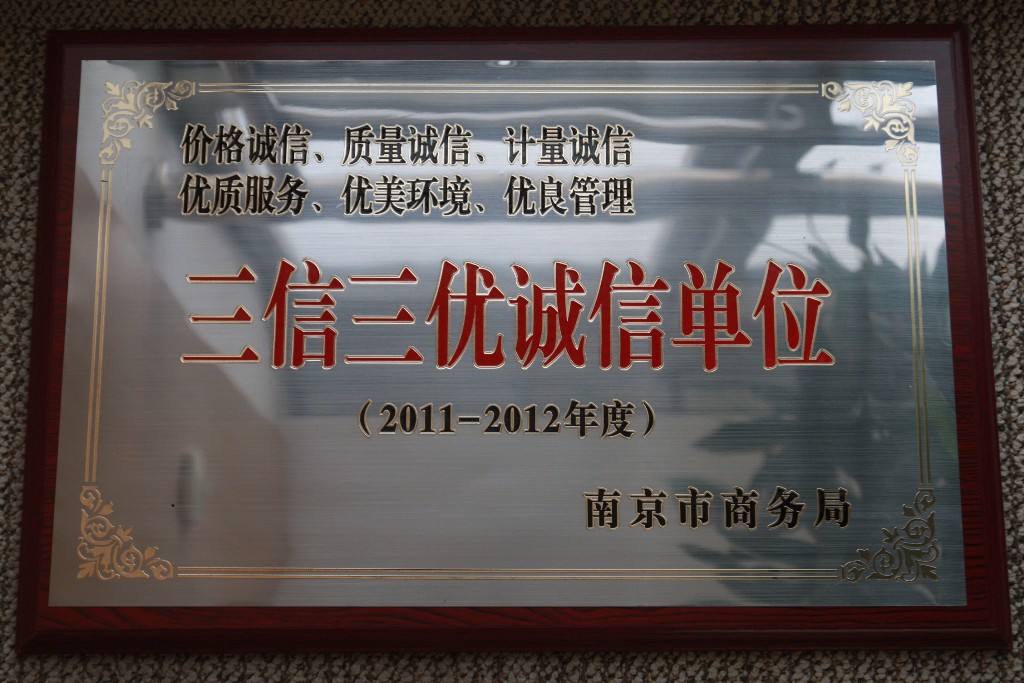 价格诚信、质量诚信、计量诚信
优质服务、优美环境、优良管理
三信三优诚信单位
（2011-2012年度）
南京市商务局